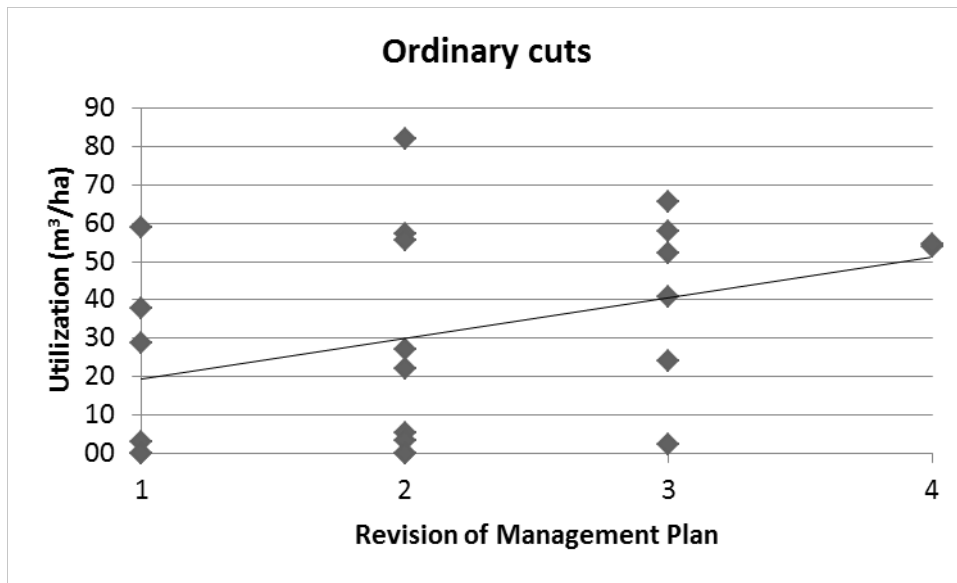 Ordinary cuts
Utilization (m³/ha)
90
80
70
60
50
40
30
20
10
00
1 2 3 4
Revision of Management Plan